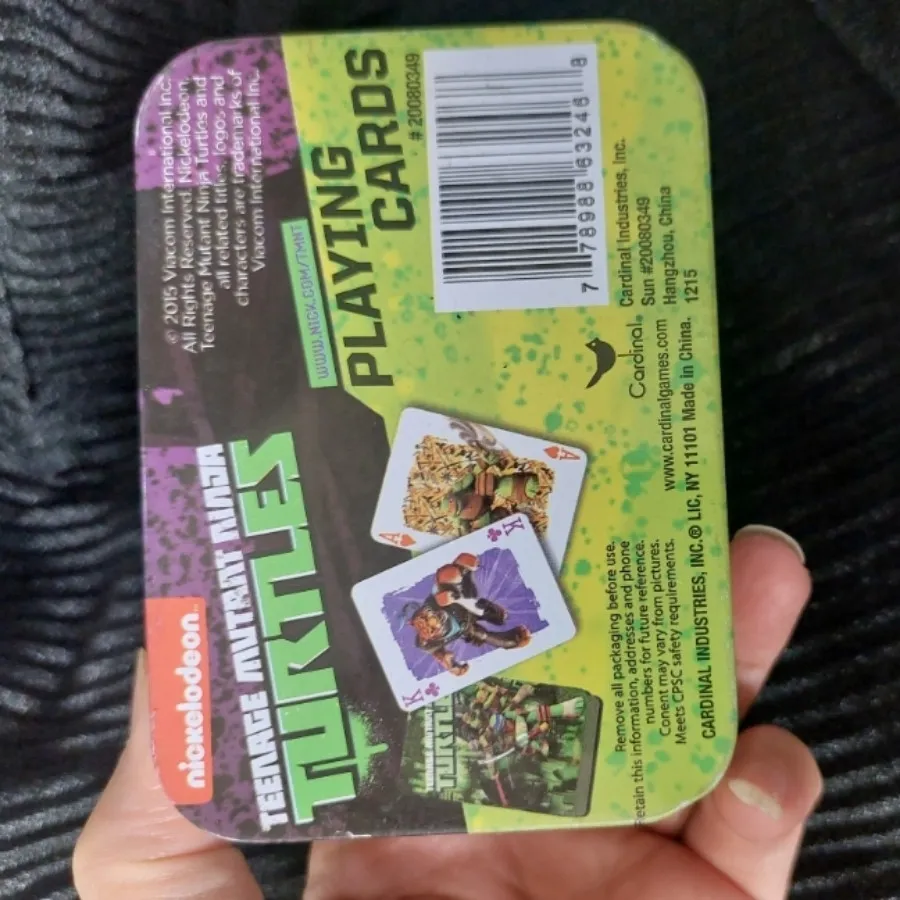 nickelodeon
TEENAGE MUTANT NINJA
TURTLES
© 2015 Viacom International Inc.
All Rights Reserved Nickelodeon,
Teenage Mutant Ninja Turtles and
all related titles, logos and
characters are trademarks of
Viacom International Inc.
WWW.NICK.COM/TMNT
PLAYING
CARDS
# 20080349
A
A
K
K
TURTLES
7 78988 63246 8
Remove all packaging before use.
Retain this information, addresses and phone
numbers for future reference.
Conent may vary from pictures.
Meets CPSC safety requirements.
Cardinal.
www.cardinalgames.com
Cardinal Industries, Inc.
Sun #20080349
Hangzhou, China
1215
CARDINAL INDUSTRIES, INC.® LIC, NY 11101 Made in China.